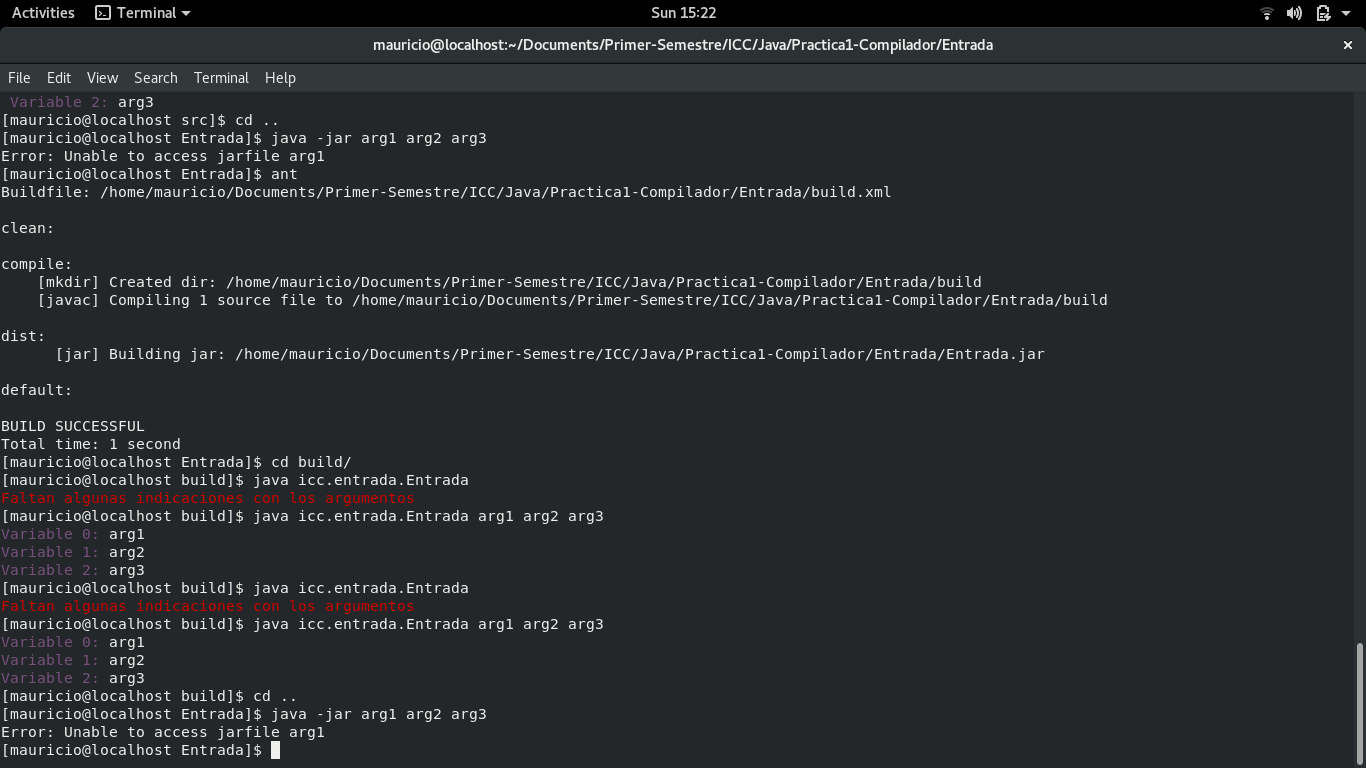 Activities Terminal Sun 15:22
mauricio@localhost:~/Documents/Primer-Semestre/ICC/Java/Practica1-Compilador/Entrada ×
File Edit View Search Terminal Help
Variable 2: arg3
[mauricio@localhost src]$ cd ..
[mauricio@localhost Entrada]$ java -jar arg1 arg2 arg3
Error: Unable to access jarfile arg1
[mauricio@localhost Entrada]$ ant
Buildfile: /home/mauricio/Documents/Primer-Semestre/ICC/Java/Practica1-Compilador/Entrada/build.xml
clean:
compile:
[mkdir] Created dir: /home/mauricio/Documents/Primer-Semestre/ICC/Java/Practica1-Compilador/Entrada/build
[javac] Compiling 1 source file to /home/mauricio/Documents/Primer-Semestre/ICC/Java/Practica1-Compilador/Entrada/build
dist:
[jar] Building jar: /home/mauricio/Documents/Primer-Semestre/ICC/Java/Practica1-Compilador/Entrada/Entrada.jar
default:
BUILD SUCCESSFUL
Total time: 1 second
[mauricio@localhost Entrada]$ cd build/
[mauricio@localhost build]$ java icc.entrada.Entrada
Faltan algunas indicaciones con los argumentos
[mauricio@localhost build]$ java icc.entrada.Entrada arg1 arg2 arg3
Variable 0: arg1
Variable 1: arg2
Variable 2: arg3
[mauricio@localhost build]$ java icc.entrada.Entrada
Faltan algunas indicaciones con los argumentos
[mauricio@localhost build]$ java icc.entrada.Entrada arg1 arg2 arg3
Variable 0: arg1
Variable 1: arg2
Variable 2: arg3
[mauricio@localhost build]$ cd ..
[mauricio@localhost Entrada]$ java -jar arg1 arg2 arg3
Error: Unable to access jarfile arg1
[mauricio@localhost Entrada]$